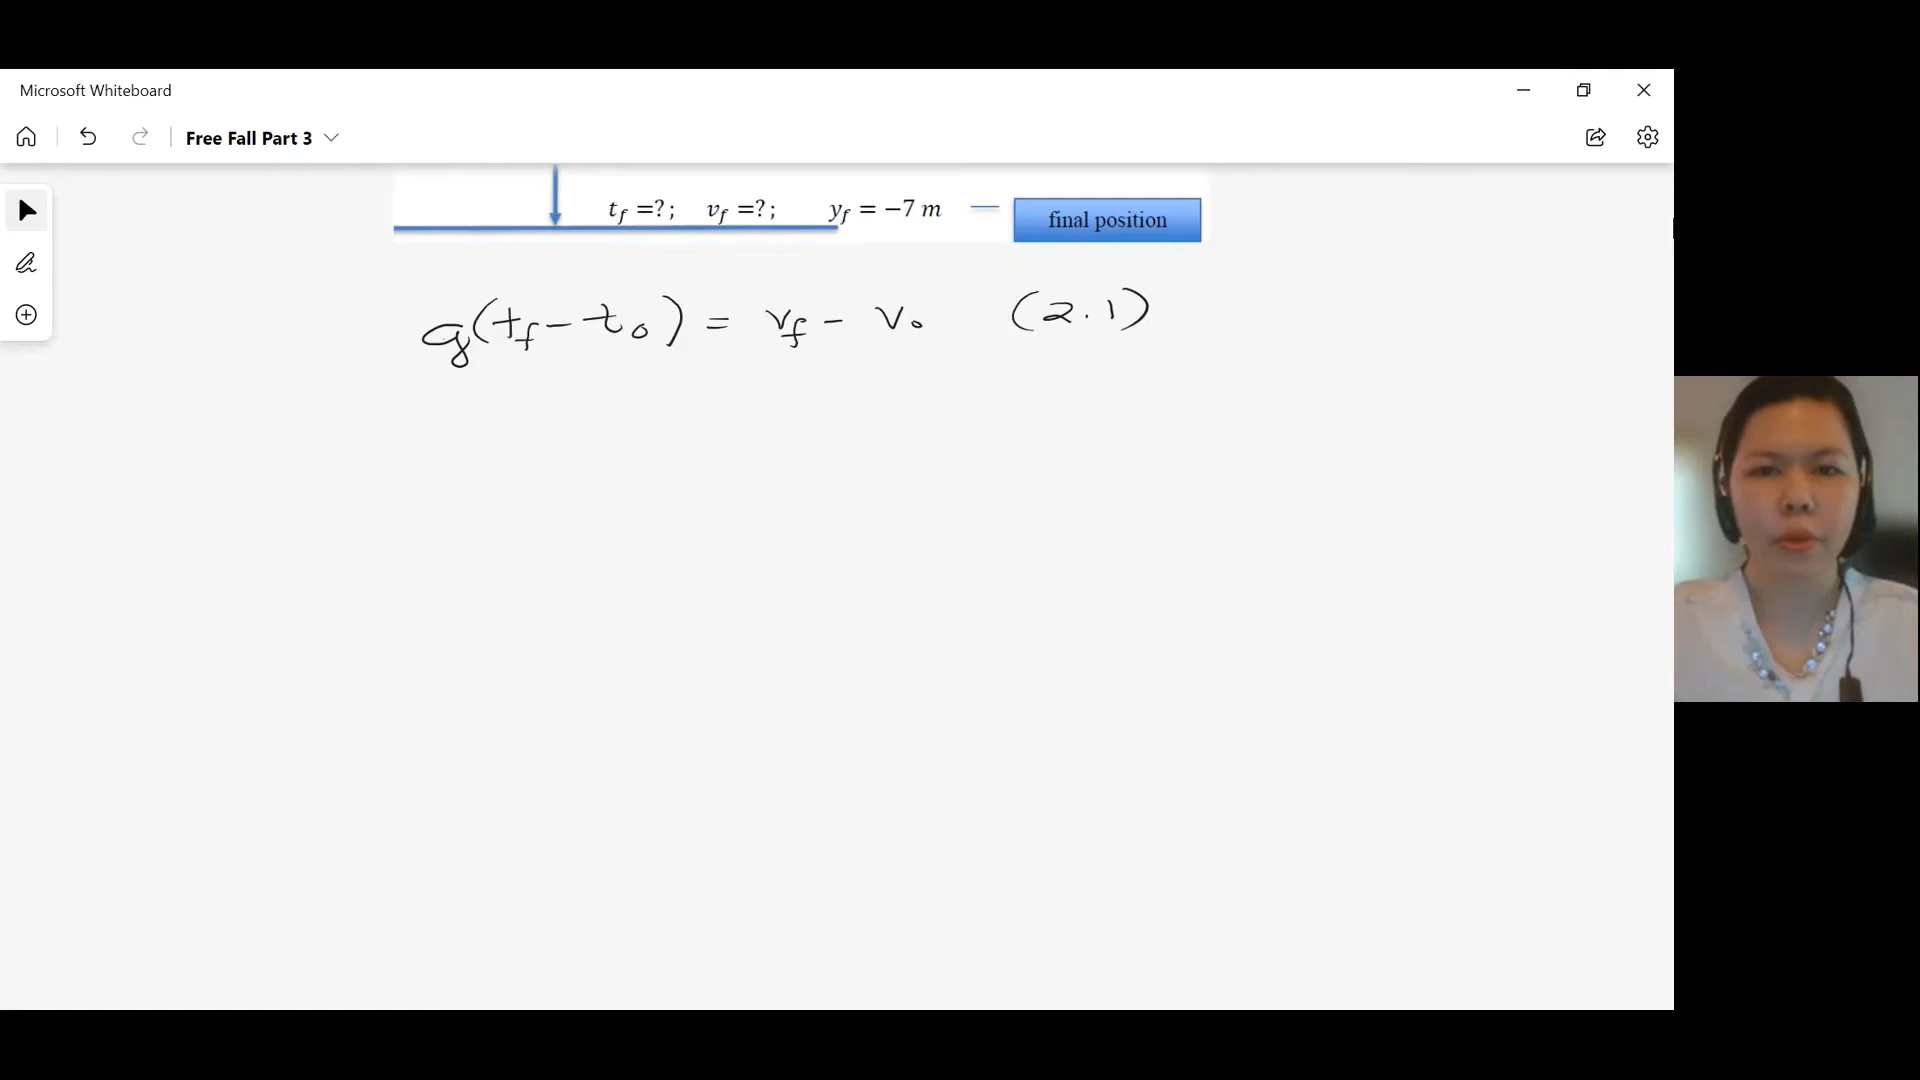 Microsoft Whiteboard
Free Fall Part 3
t_f =?; v_f =?; y_f = −7 m
final position
g(t_f − t_0) = v_f − v_0 (2.1)